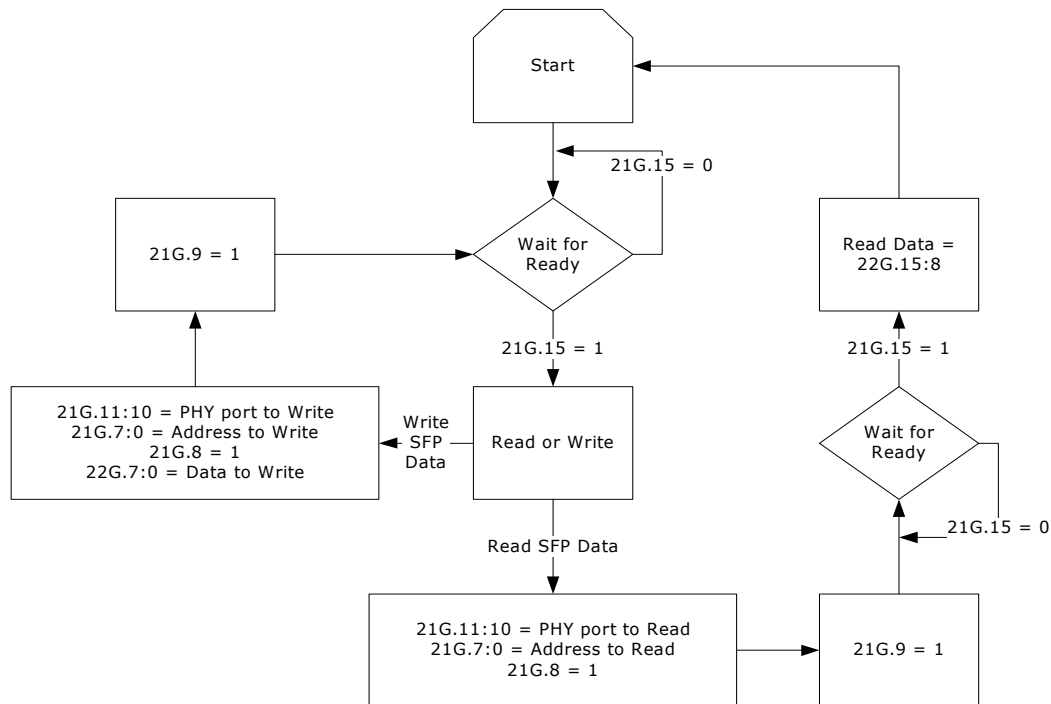 Start
21G.15 = 0
21G.9 = 1
Wait for
Ready
Read Data =
22G.15:8
21G.15 = 1
21G.15 = 1
21G.11:10 = PHY port to Write
21G.7:0 = Address to Write
21G.8 = 1
22G.7:0 = Data to Write
Write
SFP
Data
Read or Write
Wait for
Ready
21G.15 = 0
Read SFP Data
21G.11:10 = PHY port to Read
21G.7:0 = Address to Read
21G.8 = 1
21G.9 = 1